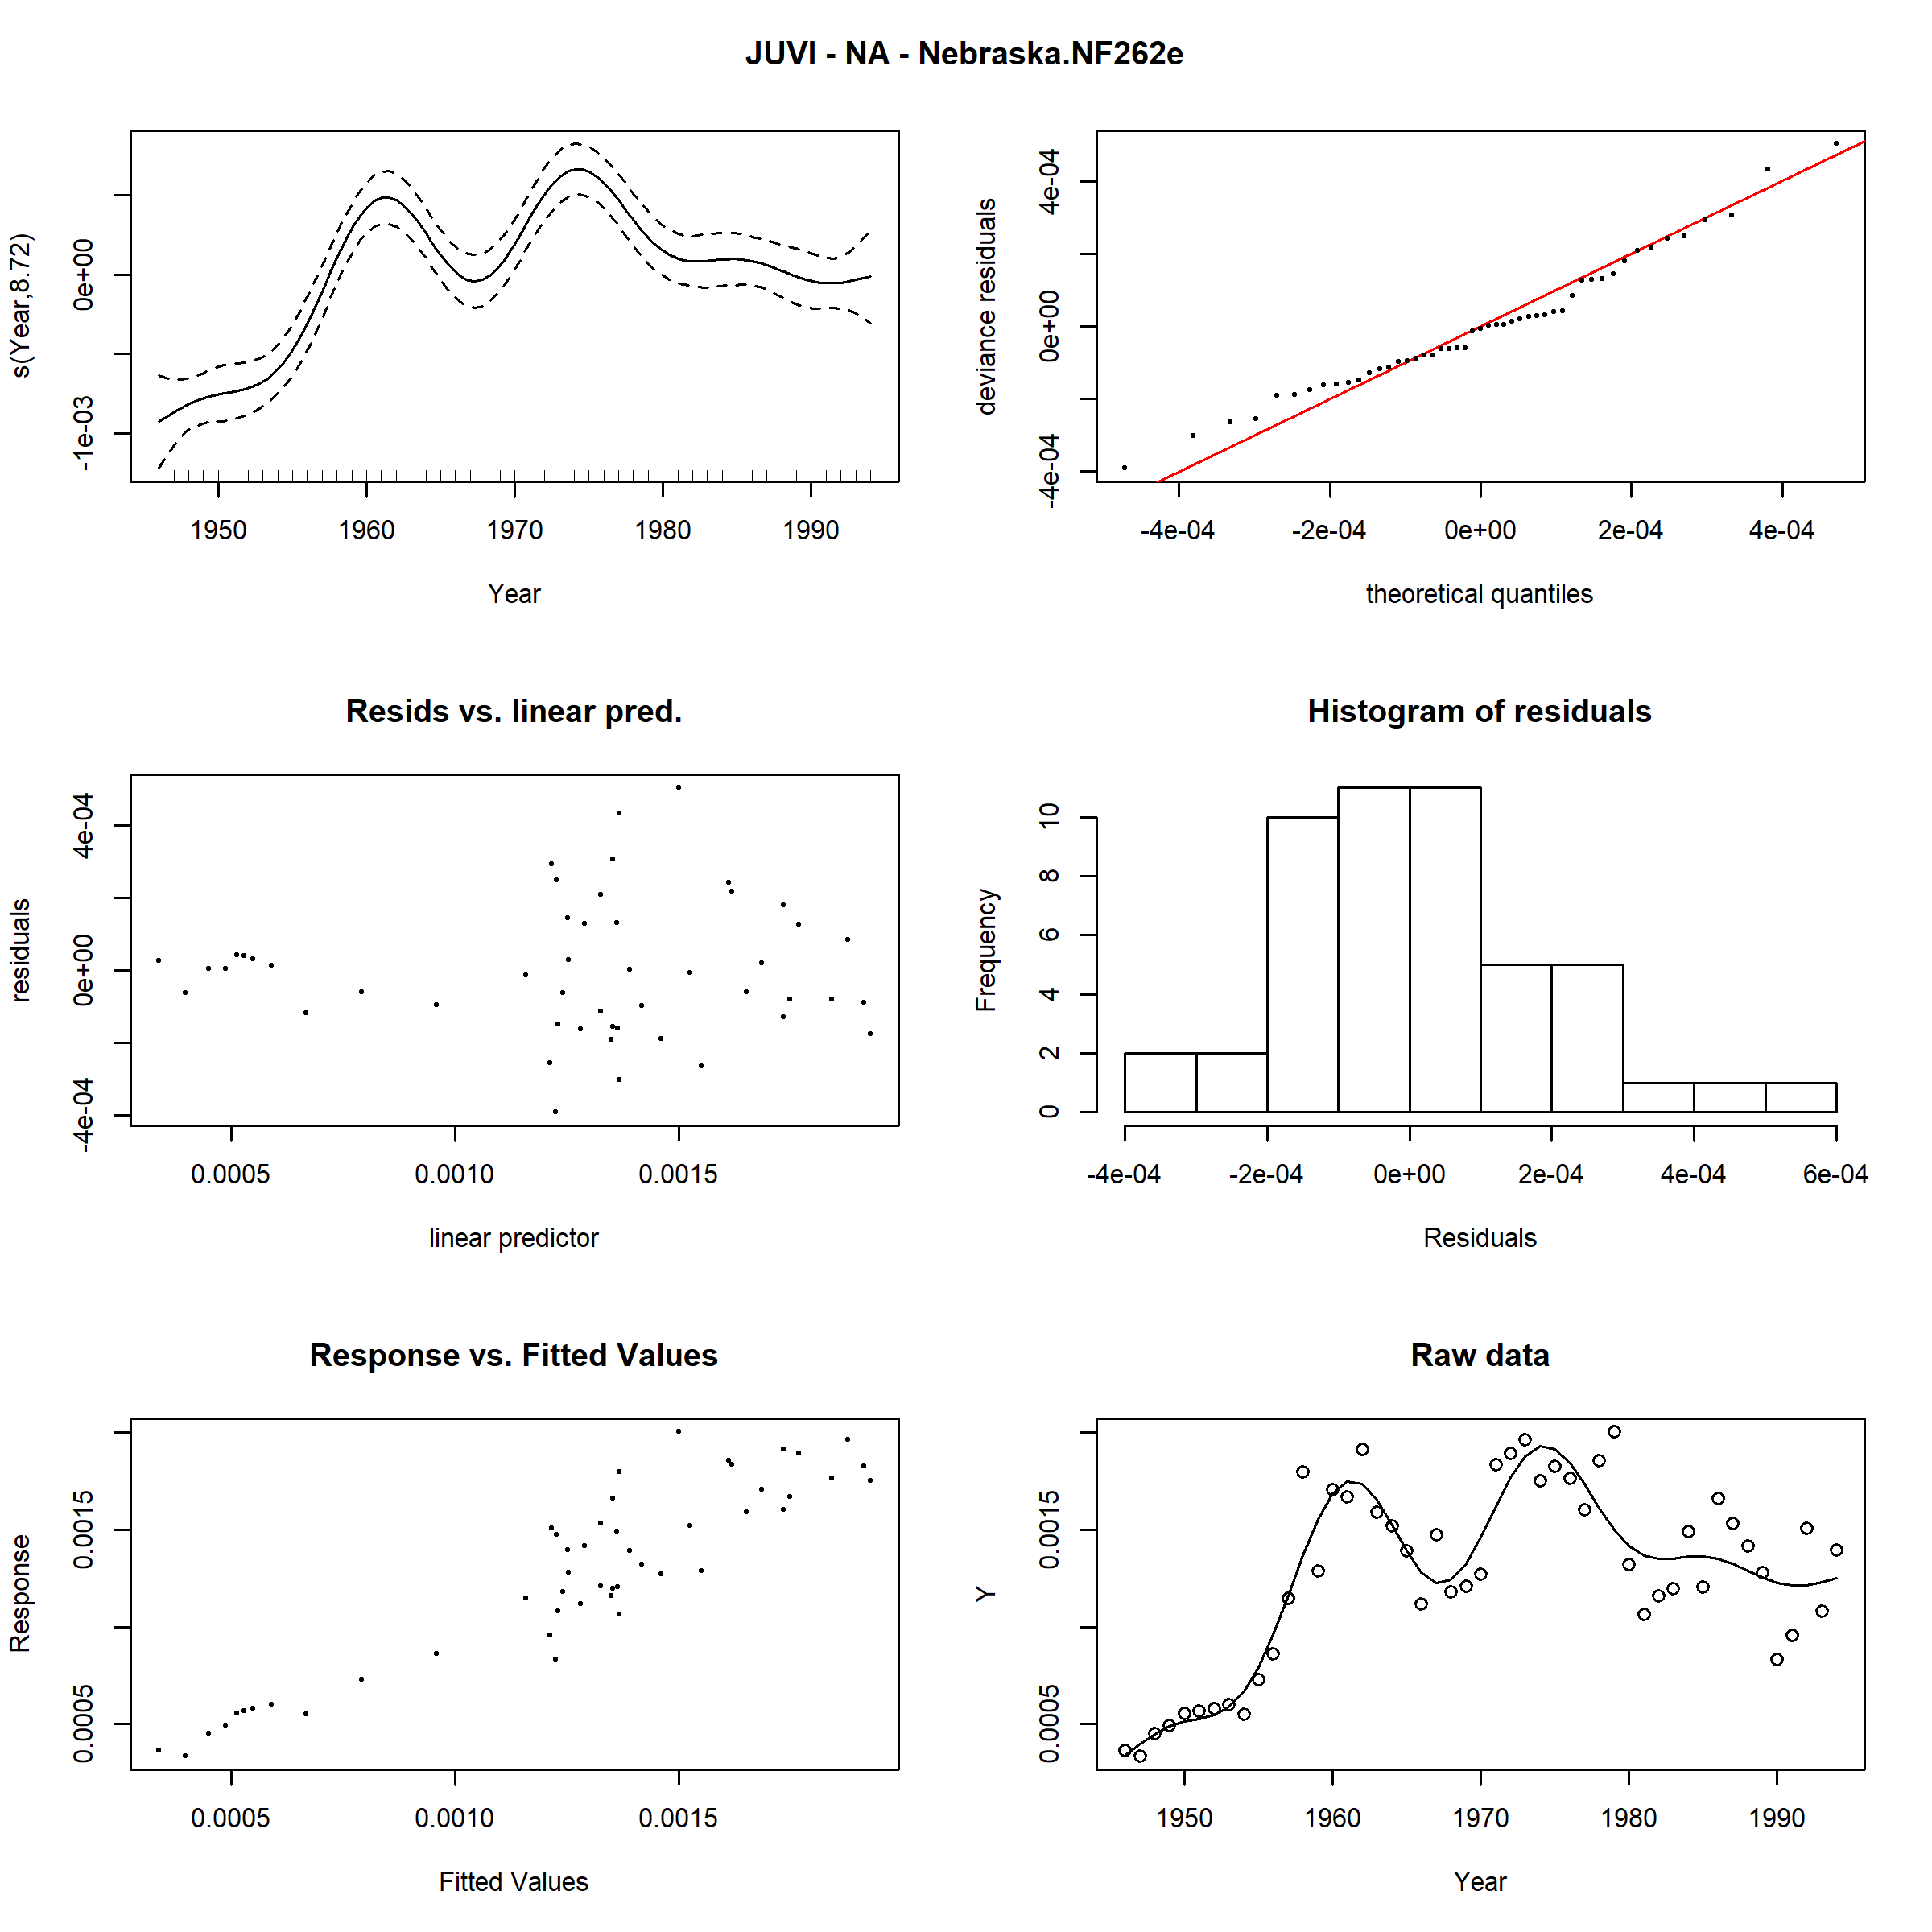 JUVI - NA - Nebraska.NF262e
s(Year,8.72)
0e+00
-1e-03
1950 1960 1970 1980 1990
Year
deviance residuals
4e-04
0e+00
-4e-04
-4e-04 -2e-04 0e+00 2e-04 4e-04
theoretical quantiles
Resids vs. linear pred.
residuals
4e-04
0e+00
-4e-04
0.0005 0.0010 0.0015
linear predictor
Histogram of residuals
Frequency
10
8
6
4
2
0
-4e-04 -2e-04 0e+00 2e-04 4e-04 6e-04
Residuals
Response vs. Fitted Values
Response
0.0015
0.0005
0.0005 0.0010 0.0015
Fitted Values
Raw data
Y
0.0015
0.0005
1950 1960 1970 1980 1990
Year